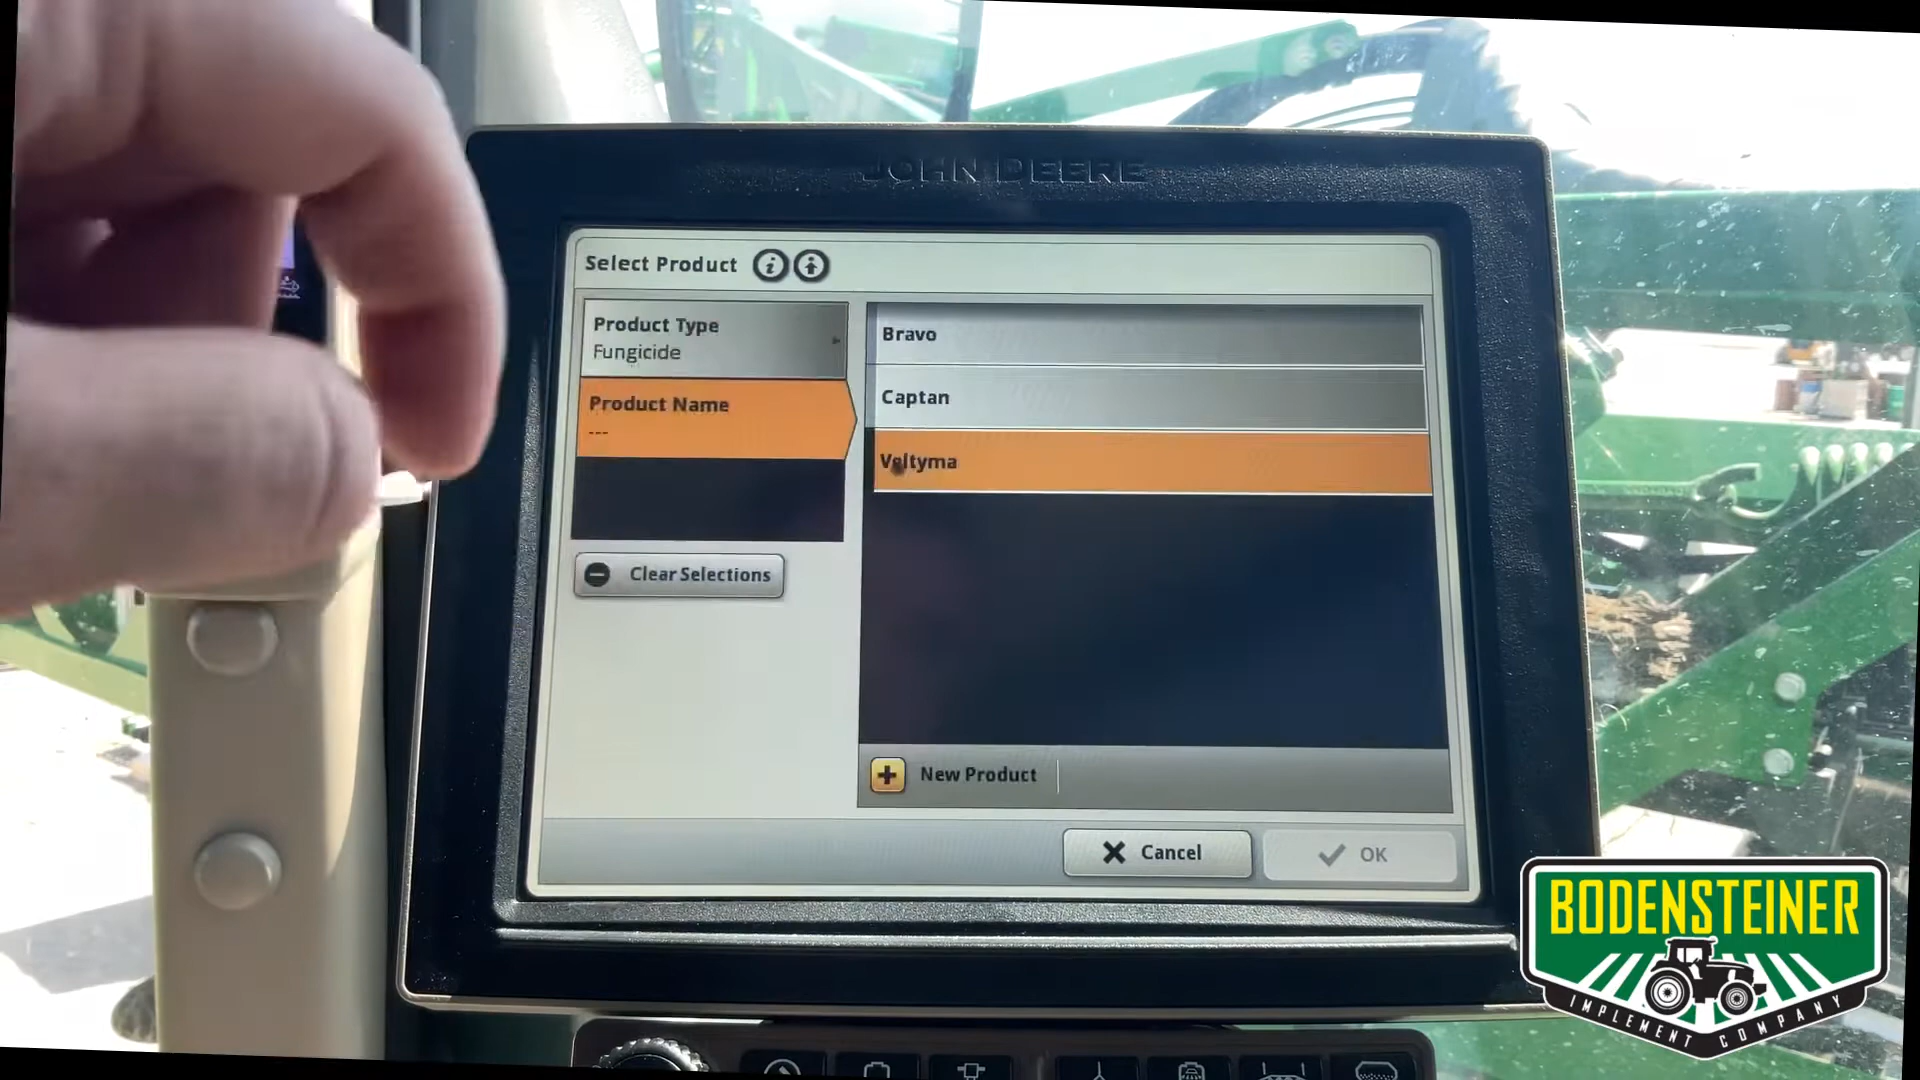 JOHN DEERE
Select Product
Product Type
Fungicide
Product Name
---
Clear Selections
Bravo
Captan
Veltyma
New Product
Cancel
OK
BODENSTEINER
IMPLEMENT COMPANY